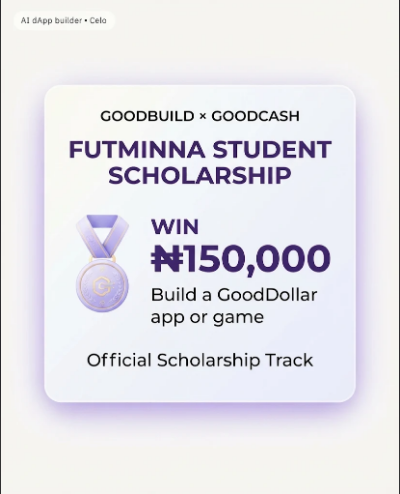 AI dApp builder • Celo
GOODBUILD × GOODCASH
FUTMINNA STUDENT
SCHOLARSHIP
WIN
₦150,000
Build a GoodDollar
app or game
Official Scholarship Track